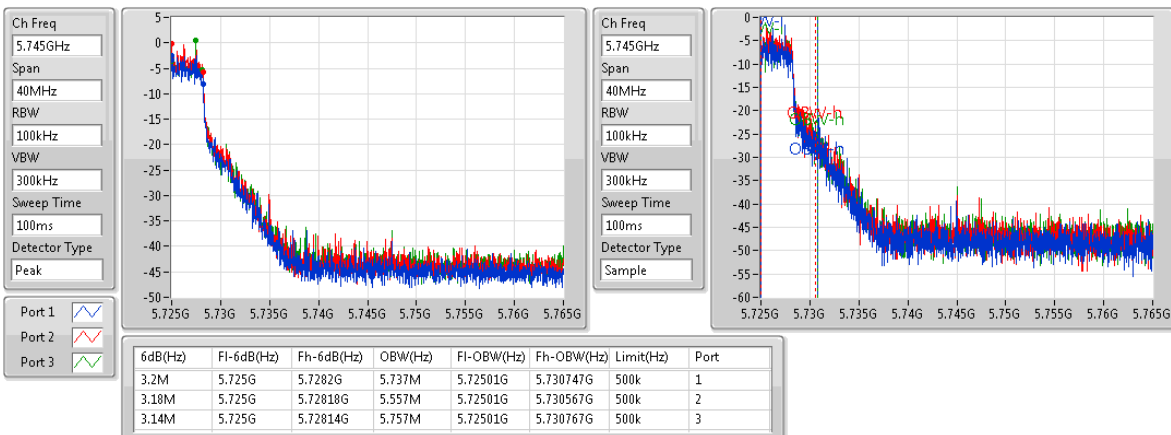 Ch Freq
5.745GHz
Span
40MHz
RBW
100kHz
VBW
300kHz
Sweep Time
100ms
Detector Type
Peak
5
0
-5
-10
-15
-20
-25
-30
-35
-40
-45
-50
5.725G 5.73G 5.735G 5.74G 5.745G 5.75G 5.755G 5.76G 5.765G
Ch Freq
5.745GHz
Span
40MHz
RBW
100kHz
VBW
300kHz
Sweep Time
100ms
Detector Type
Sample
0
-5
-10
-15
-20
-25
-30
-35
-40
-45
-50
-55
-60
5.725G 5.73G 5.735G 5.74G 5.745G 5.75G 5.755G 5.76G 5.765G
Port 1
Port 2
Port 3
6dB(Hz) Fl-6dB(Hz) Fh-6dB(Hz) OBW(Hz) Fl-OBW(Hz) Fh-OBW(Hz) Limit(Hz) Port
3.2M 5.725G 5.7282G 5.737M 5.72501G 5.730747G 500k 1
3.18M 5.725G 5.72818G 5.557M 5.72501G 5.730567G 500k 2
3.14M 5.725G 5.72814G 5.757M 5.72501G 5.730767G 500k 3